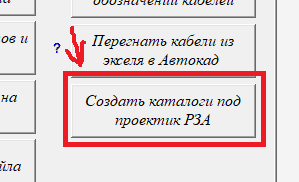 обозначений кабелей
ов и
?
Перегнать кабели из
экселя в Автокад
на
Создать каталоги под
проектик РЗА
йла